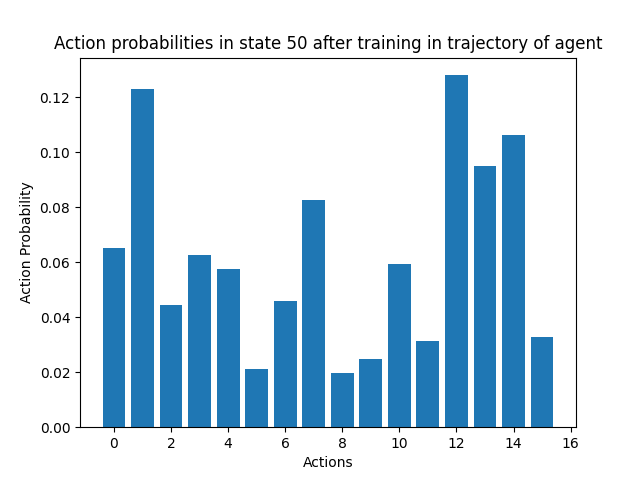 Action probabilities in state 50 after training in trajectory of agent
0.12
0.10
0.08
0.06
0.04
0.02
0.00
Action Probability
0 2 4 6 8 10 12 14 16
Actions